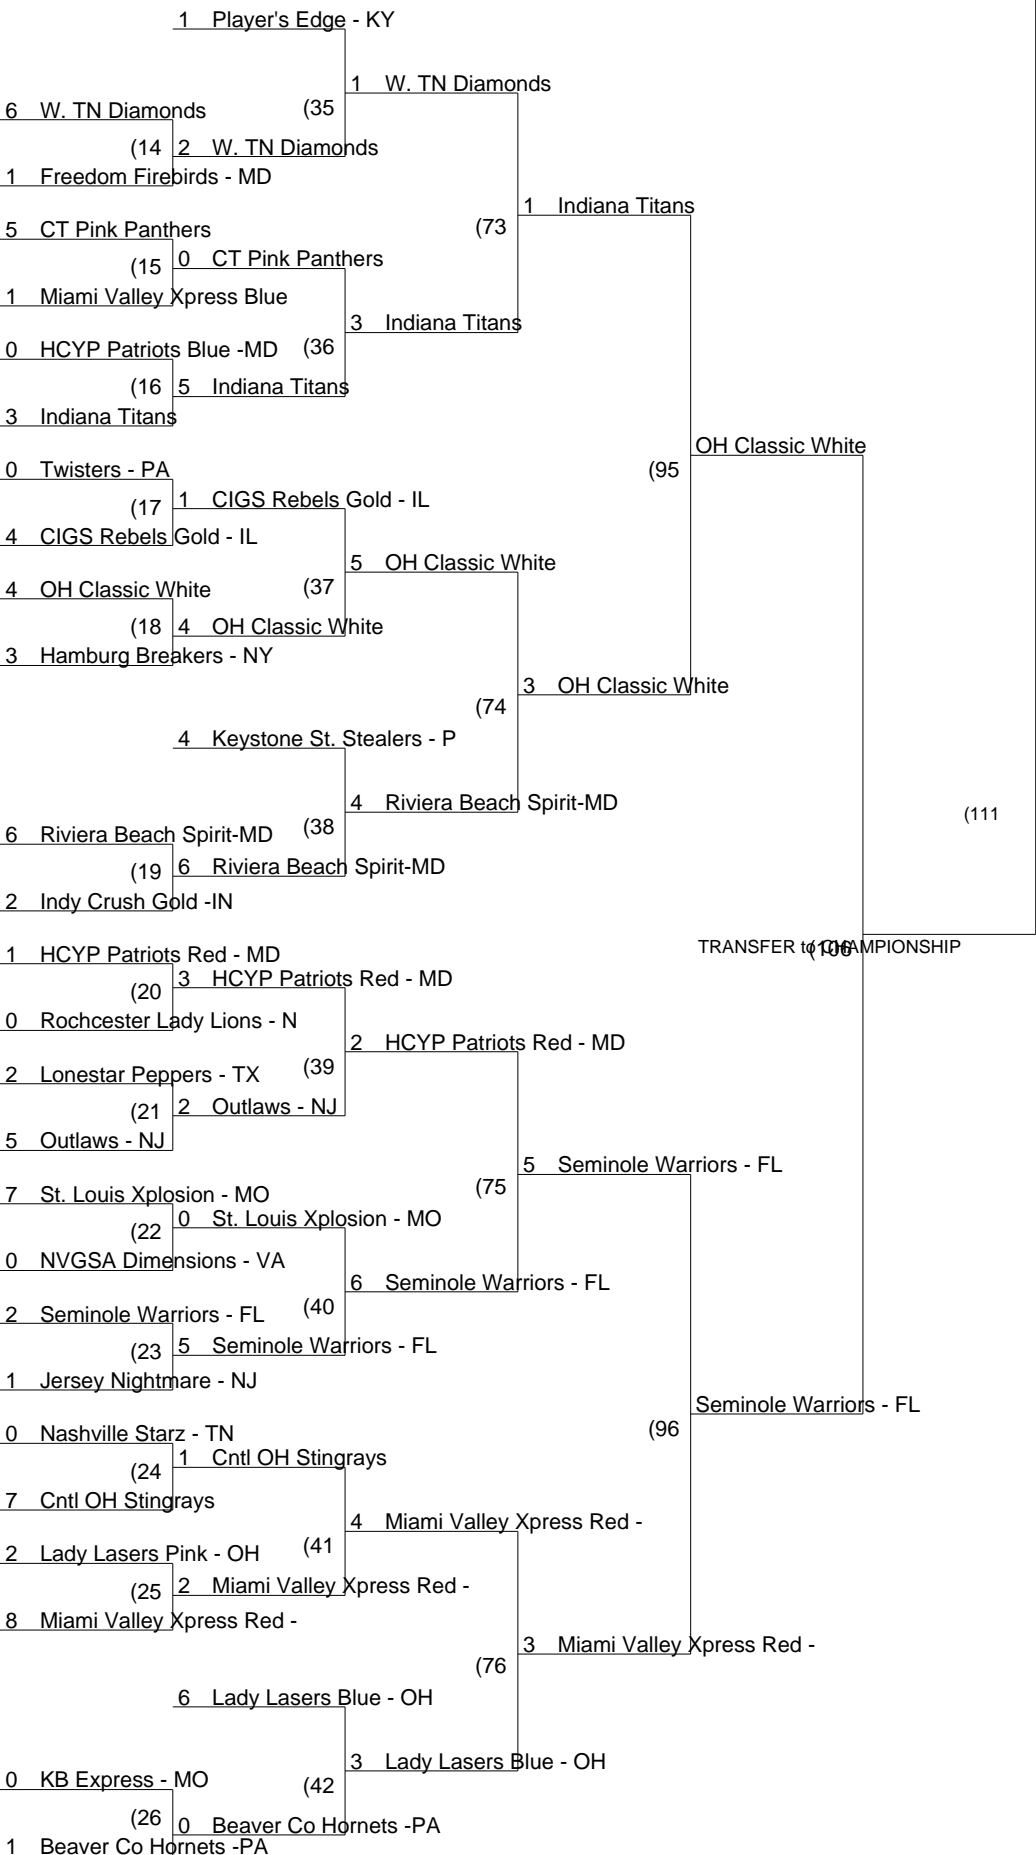 1 Player's Edge - KY
1 W. TN Diamonds
6 W. TN Diamonds
(35
(14 2 W. TN Diamonds
1 Freedom Firebirds - MD
1 Indiana Titans
5 CT Pink Panthers
(73
(15 0 CT Pink Panthers
1 Miami Valley Xpress Blue
3 Indiana Titans
0 HCYP Patriots Blue -MD
(36
(16 5 Indiana Titans
3 Indiana Titans
OH Classic White
0 Twisters - PA
(95
(17 1 CIGS Rebels Gold - IL
4 CIGS Rebels Gold - IL
5 OH Classic White
4 OH Classic White
(37
(18 4 OH Classic White
3 Hamburg Breakers - NY
3 OH Classic White
(74
4 Keystone St. Stealers - P
4 Riviera Beach Spirit-MD
(111
6 Riviera Beach Spirit-MD
(38
(19 6 Riviera Beach Spirit-MD
2 Indy Crush Gold -IN
1 HCYP Patriots Red - MD
TRANSFER to CHAMPIONSHIP
(106
(20 3 HCYP Patriots Red - MD
0 Rochcester Lady Lions - N
2 HCYP Patriots Red - MD
2 Lonestar Peppers - TX
(39
(21 2 Outlaws - NJ
5 Outlaws - NJ
5 Seminole Warriors - FL
(75
7 St. Louis Xplosion - MO
(22 0 St. Louis Xplosion - MO
0 NVGSA Dimensions - VA
6 Seminole Warriors - FL
2 Seminole Warriors - FL
(40
(23 5 Seminole Warriors - FL
1 Jersey Nightmare - NJ
Seminole Warriors - FL
0 Nashville Starz - TN
(96
(24 1 Cntl OH Stingrays
7 Cntl OH Stingrays
4 Miami Valley Xpress Red -
2 Lady Lasers Pink - OH
(41
(25 2 Miami Valley Xpress Red -
8 Miami Valley Xpress Red -
3 Miami Valley Xpress Red -
(76
6 Lady Lasers Blue - OH
3 Lady Lasers Blue - OH
0 KB Express - MO
(42
(26 0 Beaver Co Hornets -PA
1 Beaver Co Hornets -PA